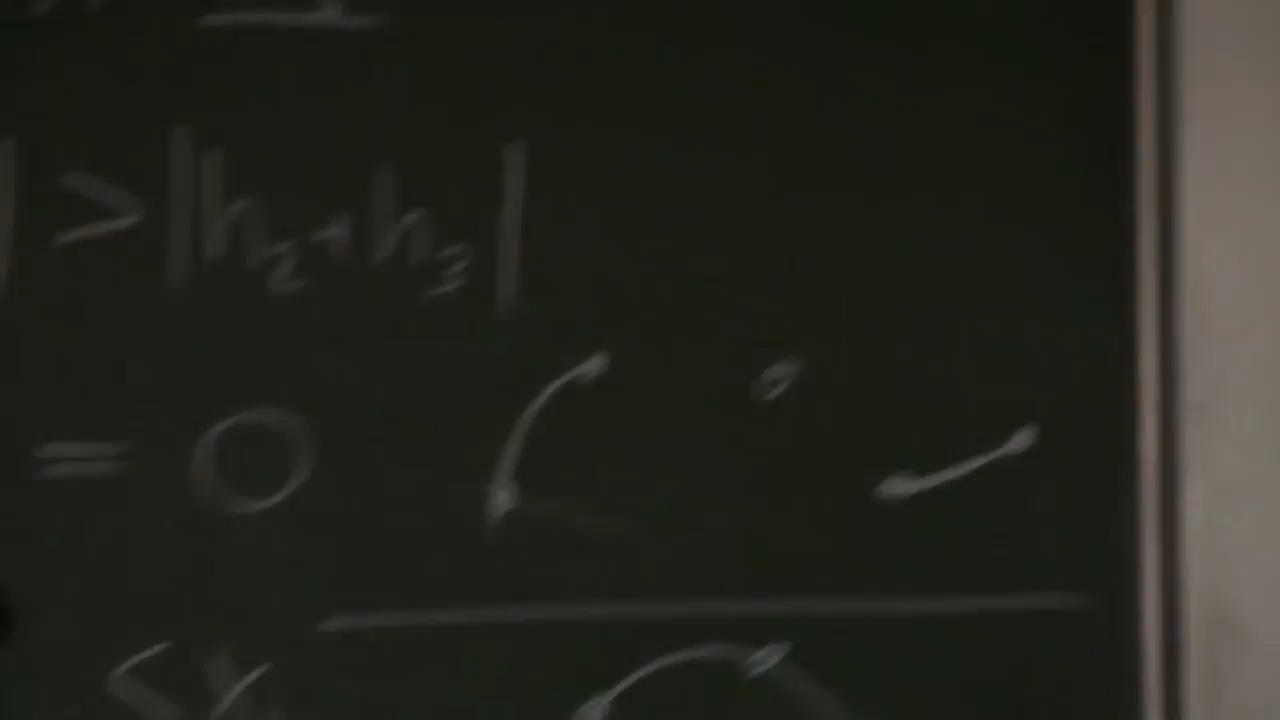 | > |h₂+h₃|
= 0